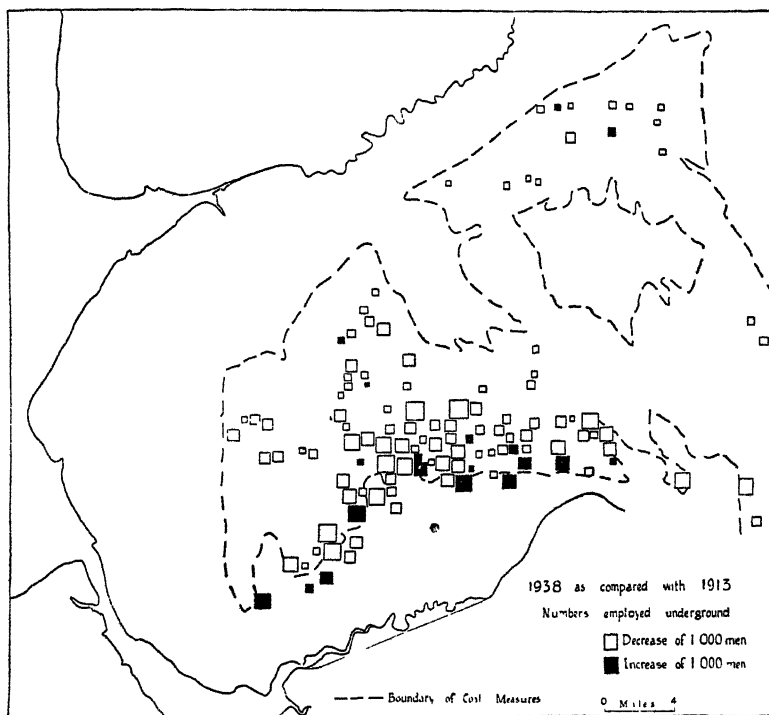 1938 as compared with 1913
Numbers employed underground
Decrease of 1 000 men
Increase of 1 000 men
Boundary of Coal Measures
0 Miles 4